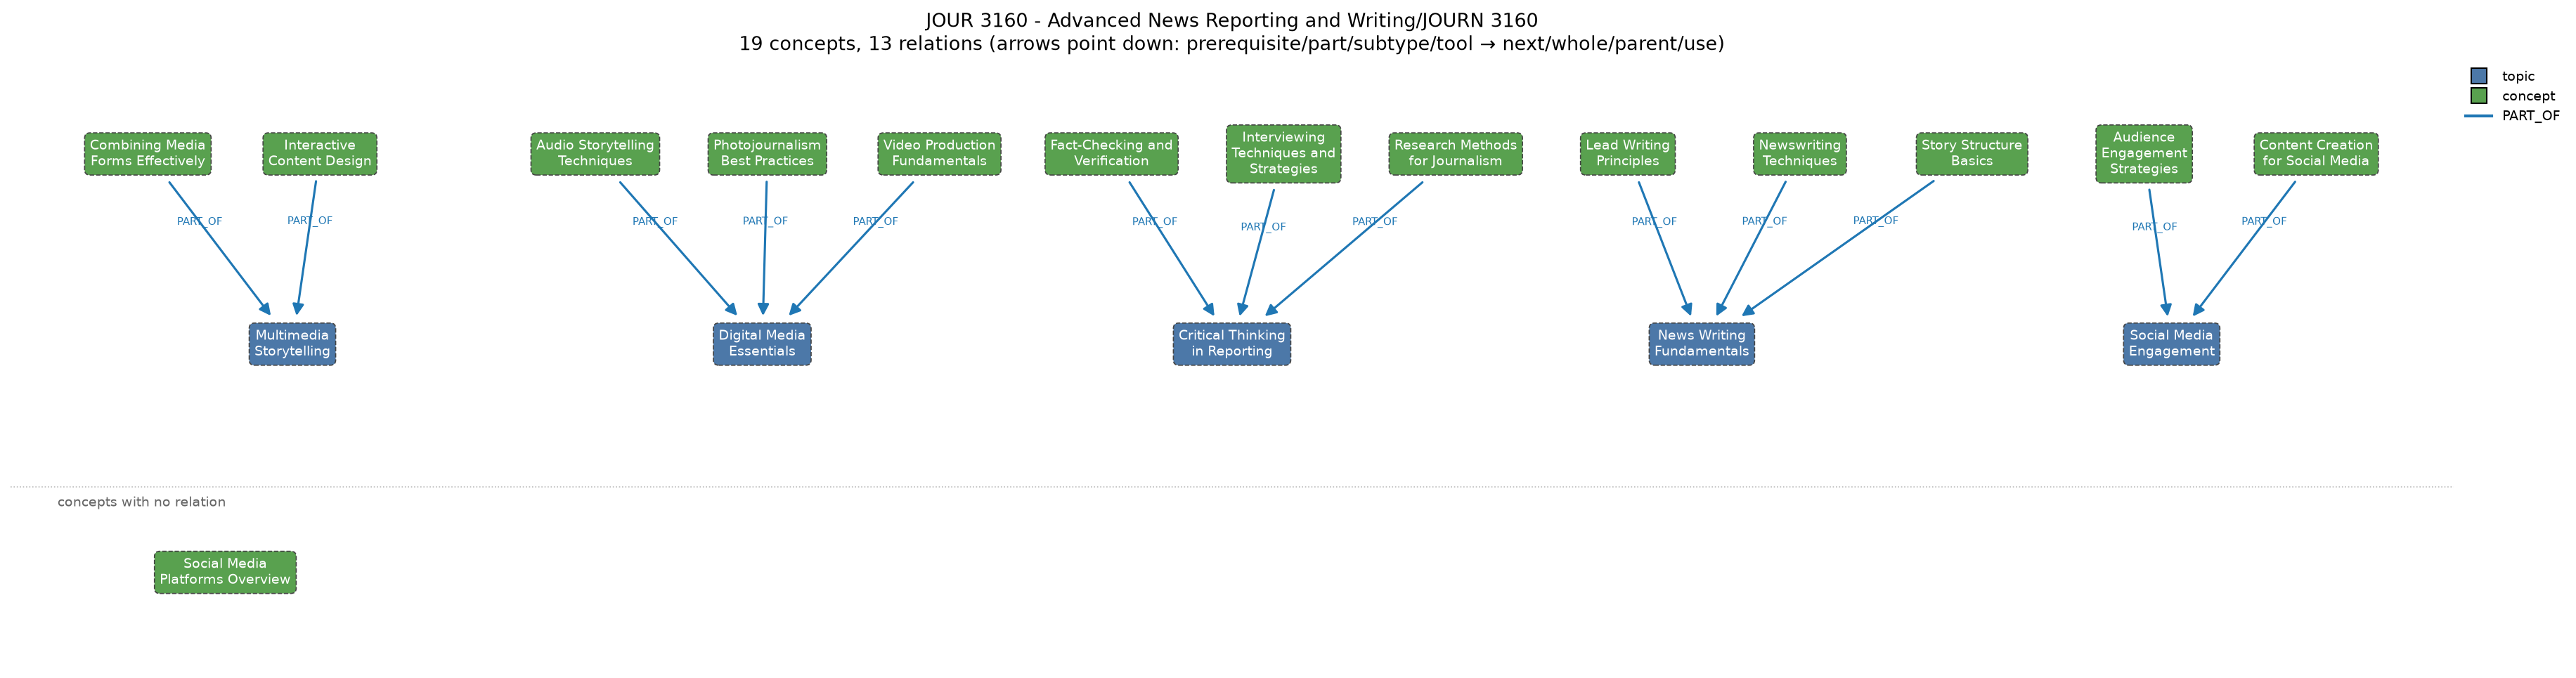 JOUR 3160 - Advanced News Reporting and Writing/JOURN 3160
19 concepts, 13 relations (arrows point down: prerequisite/part/subtype/tool → next/whole/parent/use)
topic
concept
PART_OF
Combining Media
Forms Effectively
Interactive
Content Design
Audio Storytelling
Techniques
Photojournalism
Best Practices
Video Production
Fundamentals
Fact-Checking and
Verification
Interviewing
Techniques and
Strategies
Research Methods
for Journalism
Lead Writing
Principles
Newswriting
Techniques
Story Structure
Basics
Audience
Engagement
Strategies
Content Creation
for Social Media
PART_OF
PART_OF
PART_OF
PART_OF
PART_OF
PART_OF
PART_OF
PART_OF
PART_OF
PART_OF
PART_OF
PART_OF
PART_OF
Multimedia
Storytelling
Digital Media
Essentials
Critical Thinking
in Reporting
News Writing
Fundamentals
Social Media
Engagement
concepts with no relation
Social Media
Platforms Overview